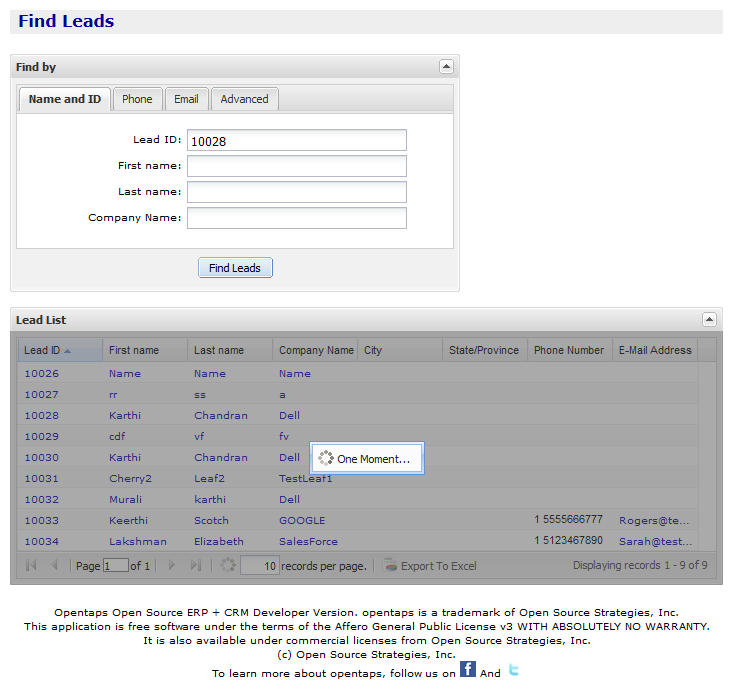 Find Leads
Find by
Name and ID Phone Email Advanced
Lead ID: 10028
First name:
Last name:
Company Name:
Find Leads
Lead List
Lead ID First name Last name Company Name City State/Province Phone Number E-Mail Address
10026 Name Name Name
10027 rr ss a
10028 Karthi Chandran Dell
10029 cdf vf fv
10030 Karthi Chandran Dell
One Moment...
10031 Cherry2 Leaf2 TestLeaf1
10032 Murali karthi Dell
10033 Keerthi Scotch GOOGLE 1 5555666777 Rogers@te...
10034 Lakshman Elizabeth SalesForce 1 5123467890 Sarah@test...
Page 1 of 1 10 records per page. Export To Excel Displaying records 1 - 9 of 9
Opentaps Open Source ERP + CRM Developer Version. opentaps is a trademark of Open Source Strategies, Inc.
This application is free software under the terms of the Affero General Public License v3 WITH ABSOLUTELY NO WARRANTY.
It is also available under commercial licenses from Open Source Strategies, Inc.
(c) Open Source Strategies, Inc.
To learn more about opentaps, follow us on f And t